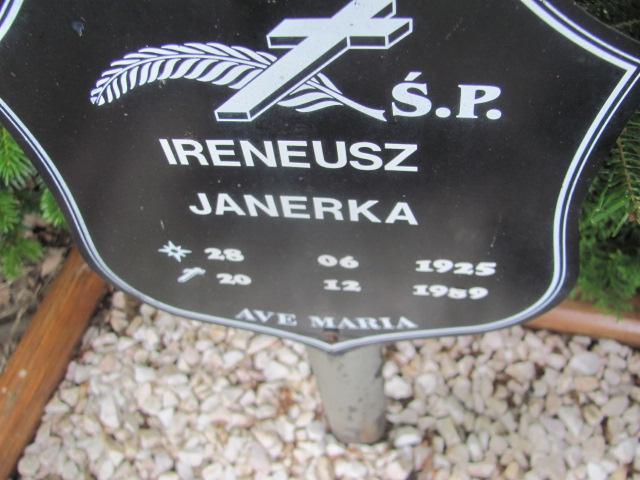 Ś.P.
IRENEUSZ
JANERKA
28 06 1925
20 12 1989
AVE MARIA